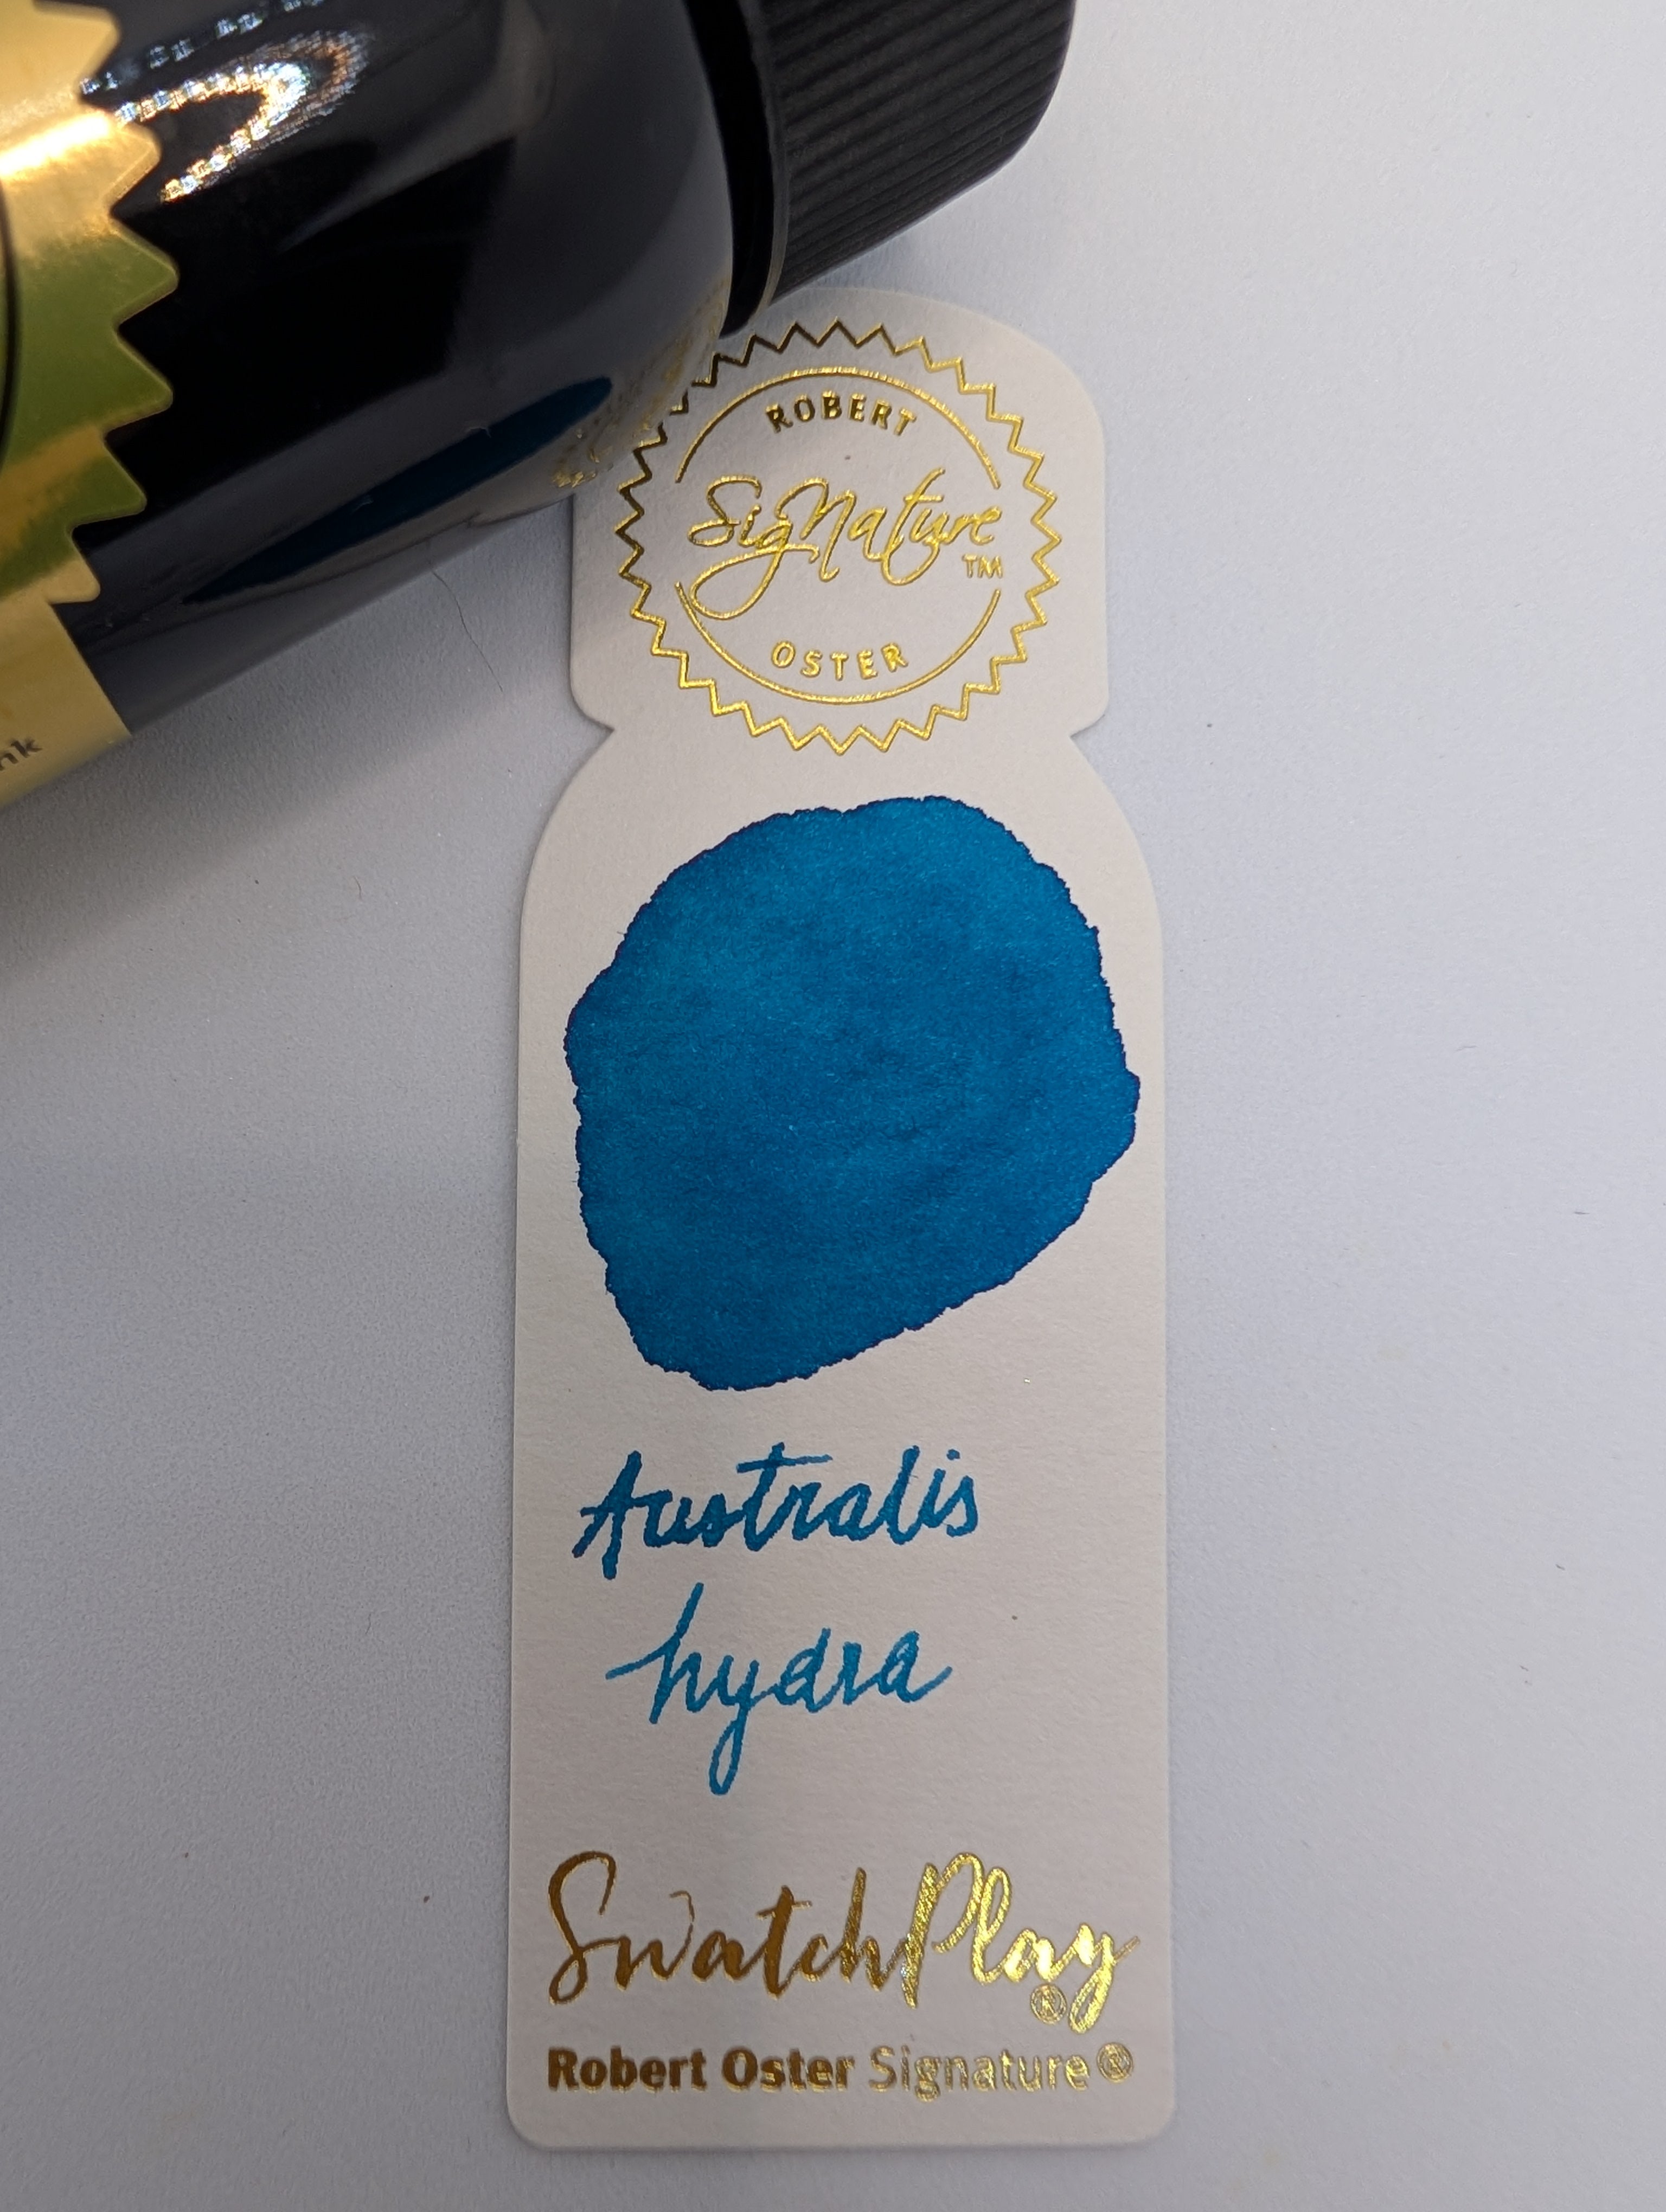 ROBERT
SigNature
TM
OSTER
Australis
hydra
SwatchPlay
®
Robert Oster Signature®